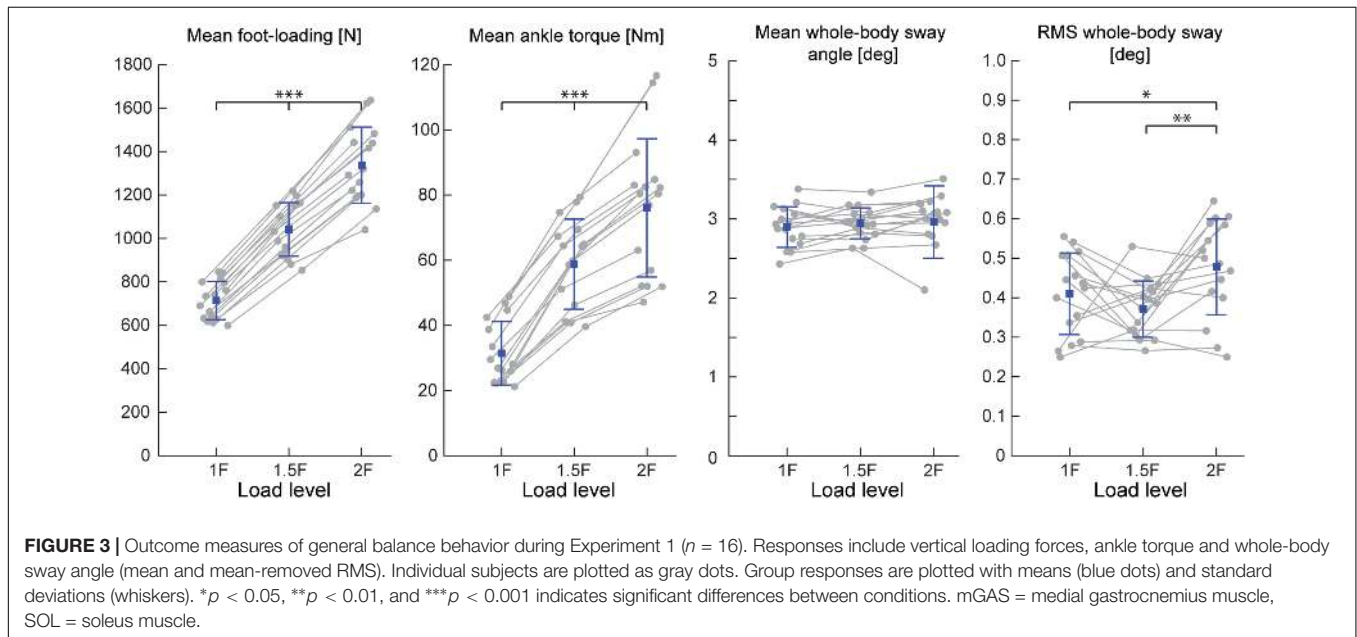 Mean foot-loading [N]
1800
1600
1400
1200
1000
800
600
400
200
0
***
1F 1.5F 2F
Load level
Mean ankle torque [Nm]
120
100
80
60
40
20
0
***
1F 1.5F 2F
Load level
Mean whole-body sway
angle [deg]
5
4
3
2
1
0
1F 1.5F 2F
Load level
RMS whole-body sway
[deg]
1.0
0.9
0.8
0.7
0.6
0.5
0.4
0.3
0.2
0.1
0
*
**
1F 1.5F 2F
Load level
FIGURE 3 | Outcome measures of general balance behavior during Experiment 1 (n = 16). Responses include vertical loading forces, ankle torque and whole-body
sway angle (mean and mean-removed RMS). Individual subjects are plotted as gray dots. Group responses are plotted with means (blue dots) and standard
deviations (whiskers). *p < 0.05, **p < 0.01, and ***p < 0.001 indicates significant differences between conditions. mGAS = medial gastrocnemius muscle,
SOL = soleus muscle.